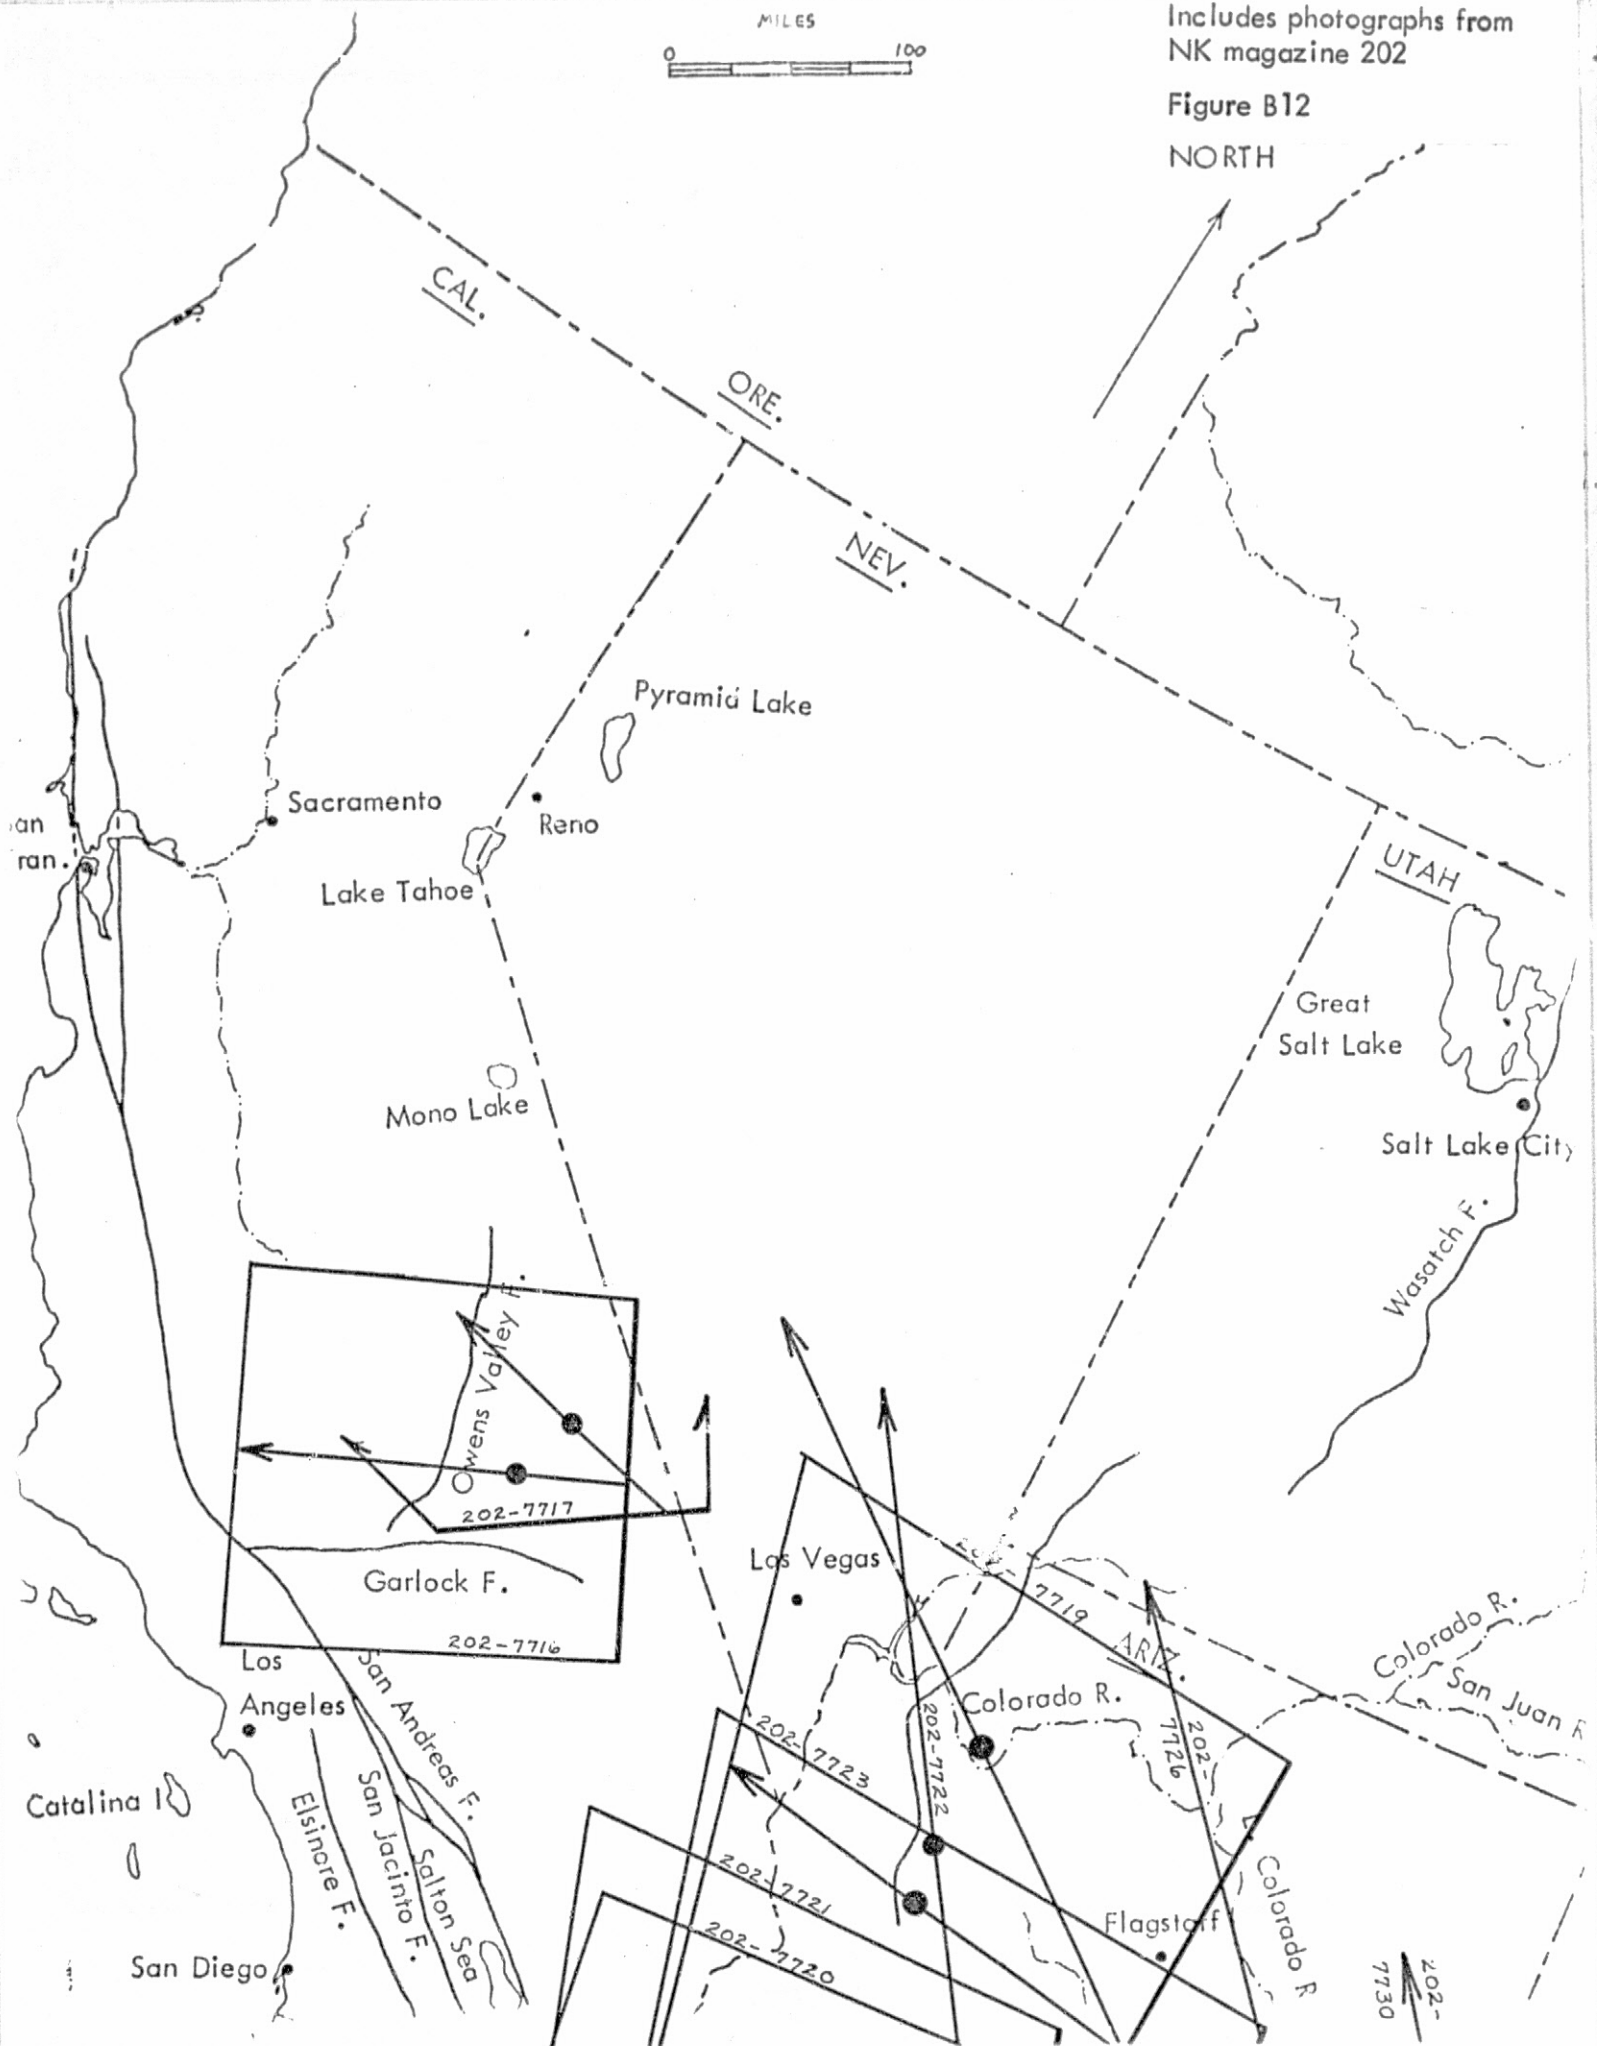 MILES
0 100
Includes photographs from
NK magazine 202
Figure B12
NORTH
CAL.
ORE.
NEV.
Pyramid Lake
Sacramento
Reno
an
ran.
Lake Tahoe
UTAH
Great
Salt Lake
Mono Lake
Salt Lake City
Wasatch F.
Owens Valley F.
202-7717
Garlock F.
Las Vegas
7719
202-7716
Los
Angeles
ARIZ.
Colorado R.
San Juan R
San Andreas F.
Colorado R.
202-7723
202-7722
202-
7726
Catalina I
Elsinore F.
San Jacinto F.
Salton Sea
202-7721
202-7720
Flagstaff
Colorado R
San Diego
202-
7730